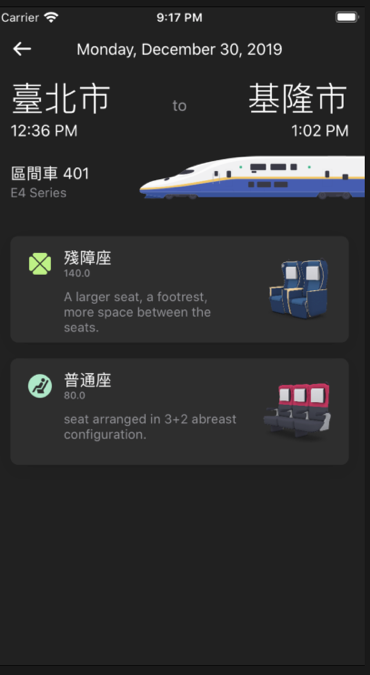 Carrier 9:17 PM
Monday, December 30, 2019
臺北市 to 基隆市
12:36 PM 1:02 PM
區間車 401
E4 Series
殘障座
140.0
A larger seat, a footrest,
more space between the
seats.
普通座
80.0
seat arranged in 3+2 abreast
configuration.